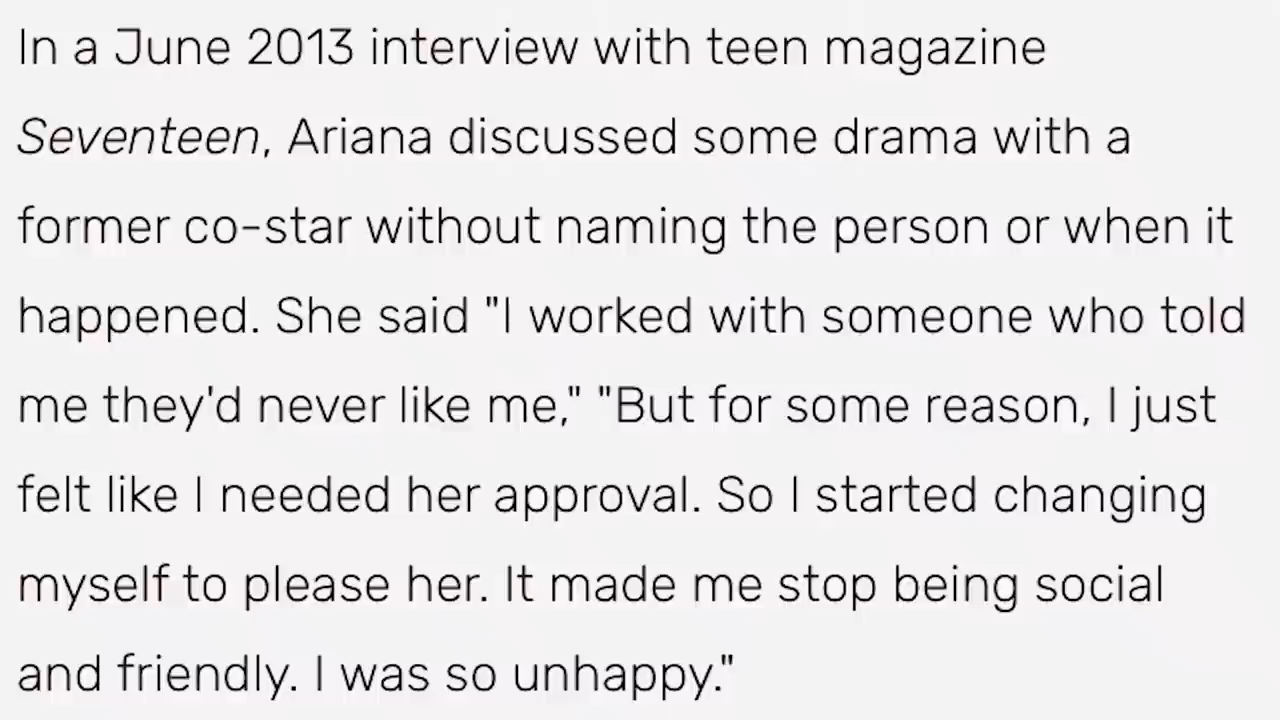 In a June 2013 interview with teen magazine
Seventeen, Ariana discussed some drama with a
former co-star without naming the person or when it
happened. She said "I worked with someone who told
me they'd never like me," "But for some reason, I just
felt like I needed her approval. So I started changing
myself to please her. It made me stop being social
and friendly. I was so unhappy."